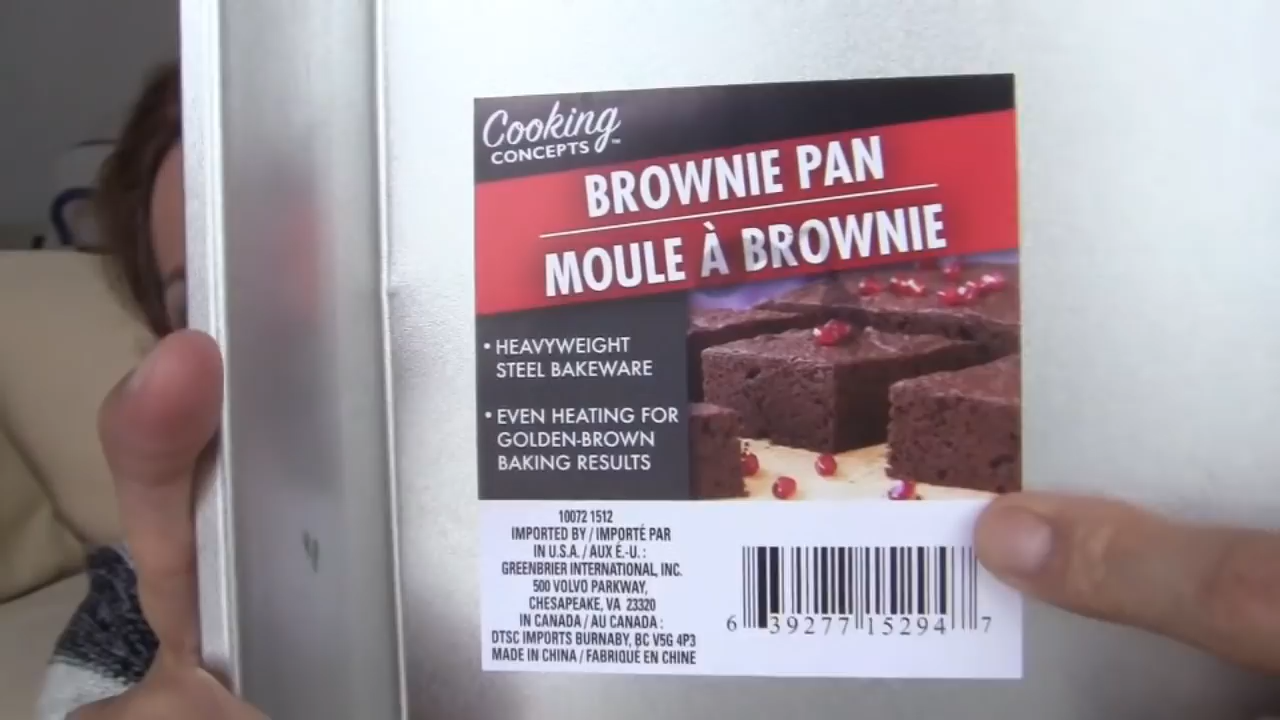 Cooking
CONCEPTS™
BROWNIE PAN
MOULE À BROWNIE
• HEAVYWEIGHT
STEEL BAKEWARE
• EVEN HEATING FOR
GOLDEN-BROWN
BAKING RESULTS
10072 1512
IMPORTED BY / IMPORTÉ PAR
IN U.S.A. / AUX É.-U. :
GREENBRIER INTERNATIONAL, INC.
500 VOLVO PARKWAY,
CHESAPEAKE, VA 23320
IN CANADA / AU CANADA :
DTSC IMPORTS BURNABY, BC V5G 4P3
MADE IN CHINA / FABRIQUÉ EN CHINE
6 39277 15294 7